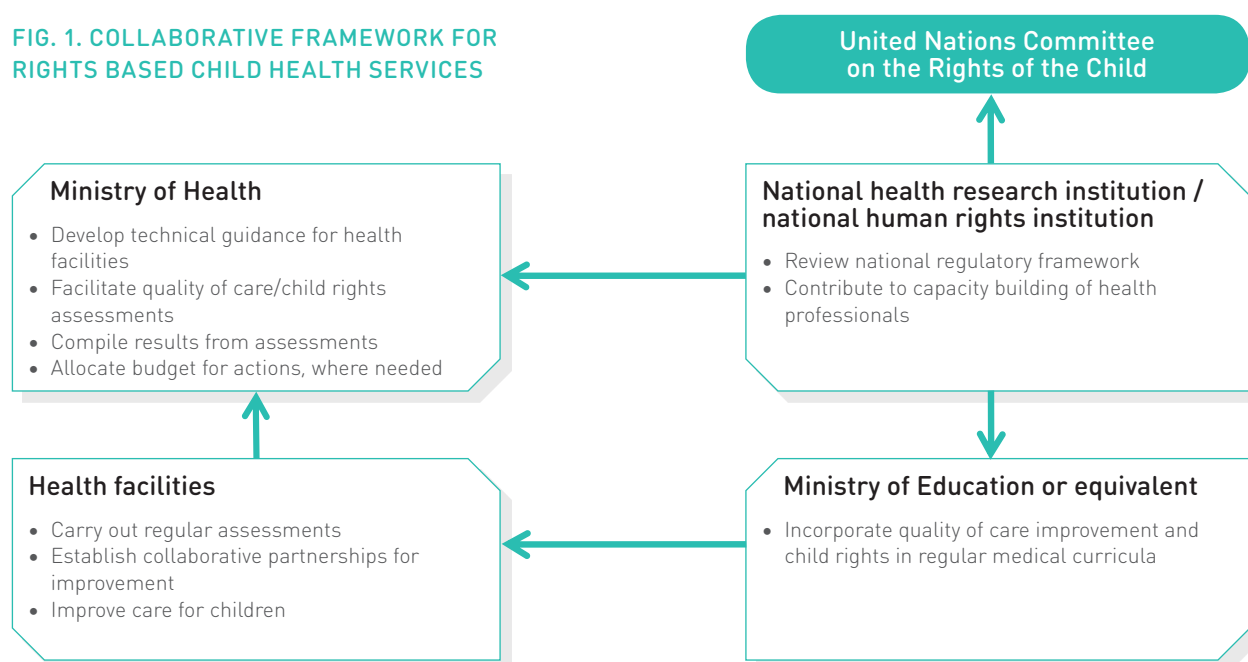 FIG. 1. COLLABORATIVE FRAMEWORK FOR
RIGHTS BASED CHILD HEALTH SERVICES
United Nations Committee
on the Rights of the Child
Ministry of Health
• Develop technical guidance for health
facilities
• Facilitate quality of care/child rights
assessments
• Compile results from assessments
• Allocate budget for actions, where needed
National health research institution /
national human rights institution
• Review national regulatory framework
• Contribute to capacity building of health
professionals
Health facilities
• Carry out regular assessments
• Establish collaborative partnerships for
improvement
• Improve care for children
Ministry of Education or equivalent
• Incorporate quality of care improvement and
child rights in regular medical curricula